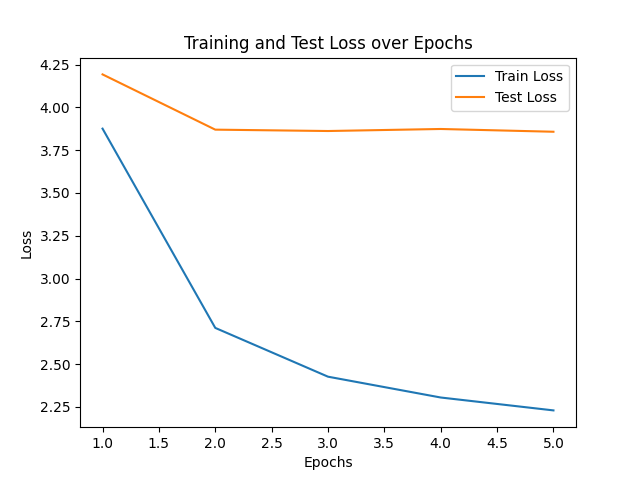 Training and Test Loss over Epochs
Train Loss
Test Loss
4.25
4.00
3.75
3.50
3.25
3.00
2.75
2.50
2.25
Loss
1.0 1.5 2.0 2.5 3.0 3.5 4.0 4.5 5.0
Epochs